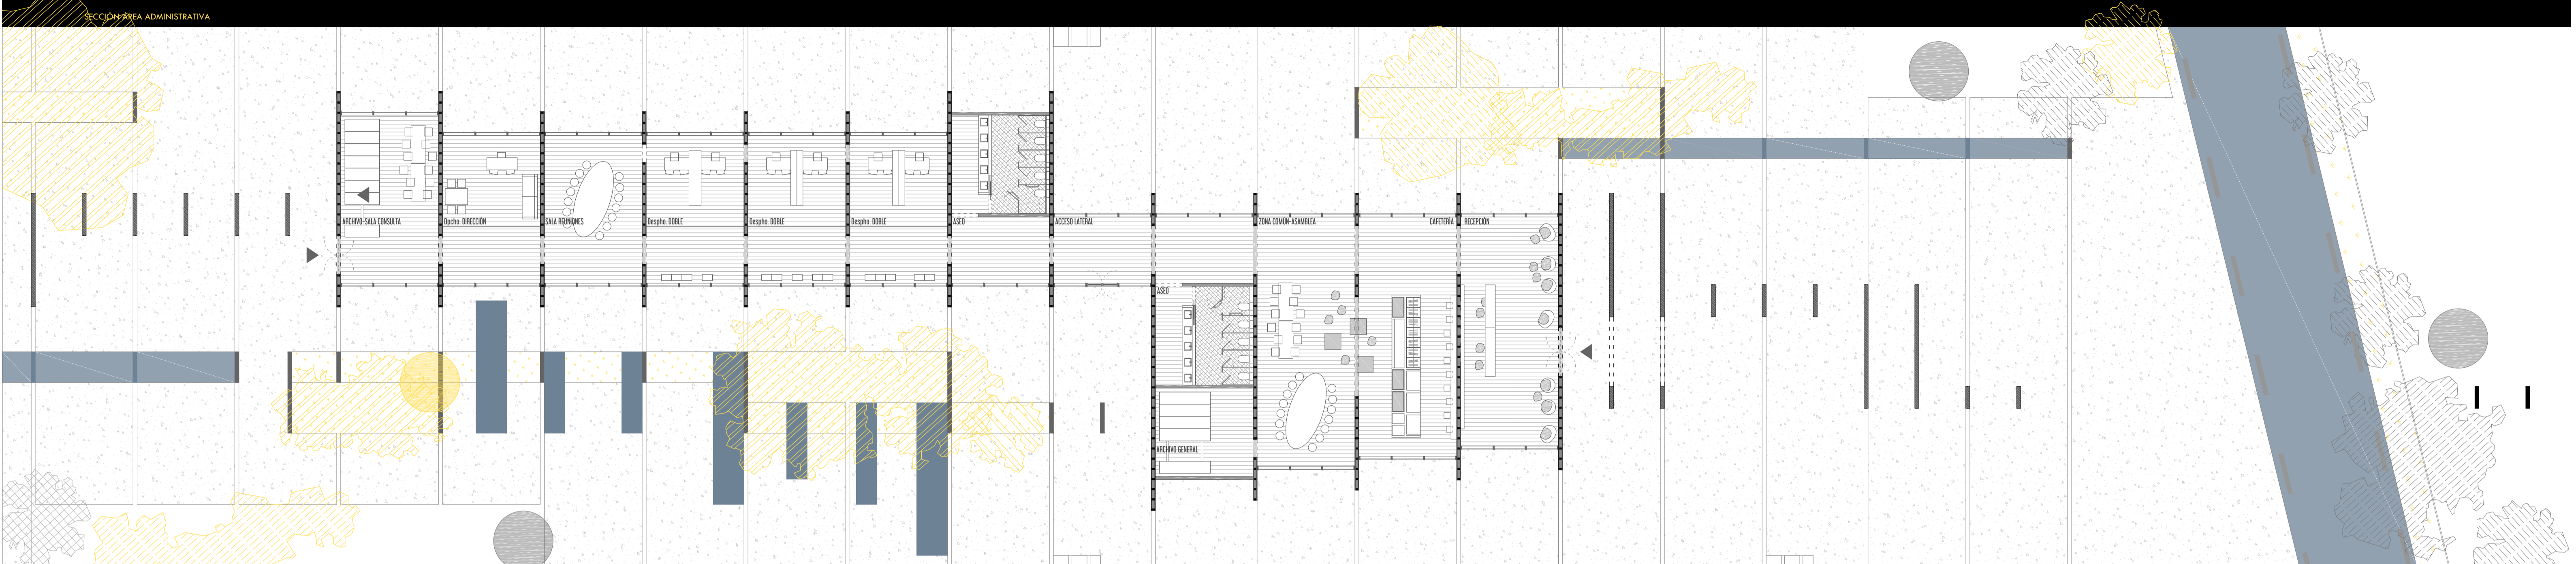 SECCIÓN ÁREA ADMINISTRATIVA
ARCHIVO-SALA CONSULTA
Dpcho. DIRECCIÓN
SALA REUNIONES
Despho. DOBLE
Despho. DOBLE
Despho. DOBLE
ASEO
ACCESO LATERAL
ZONA COMÚN-ASAMBLEA
CAFETERÍA
RECEPCIÓN
ASEO
ARCHIVO GENERAL